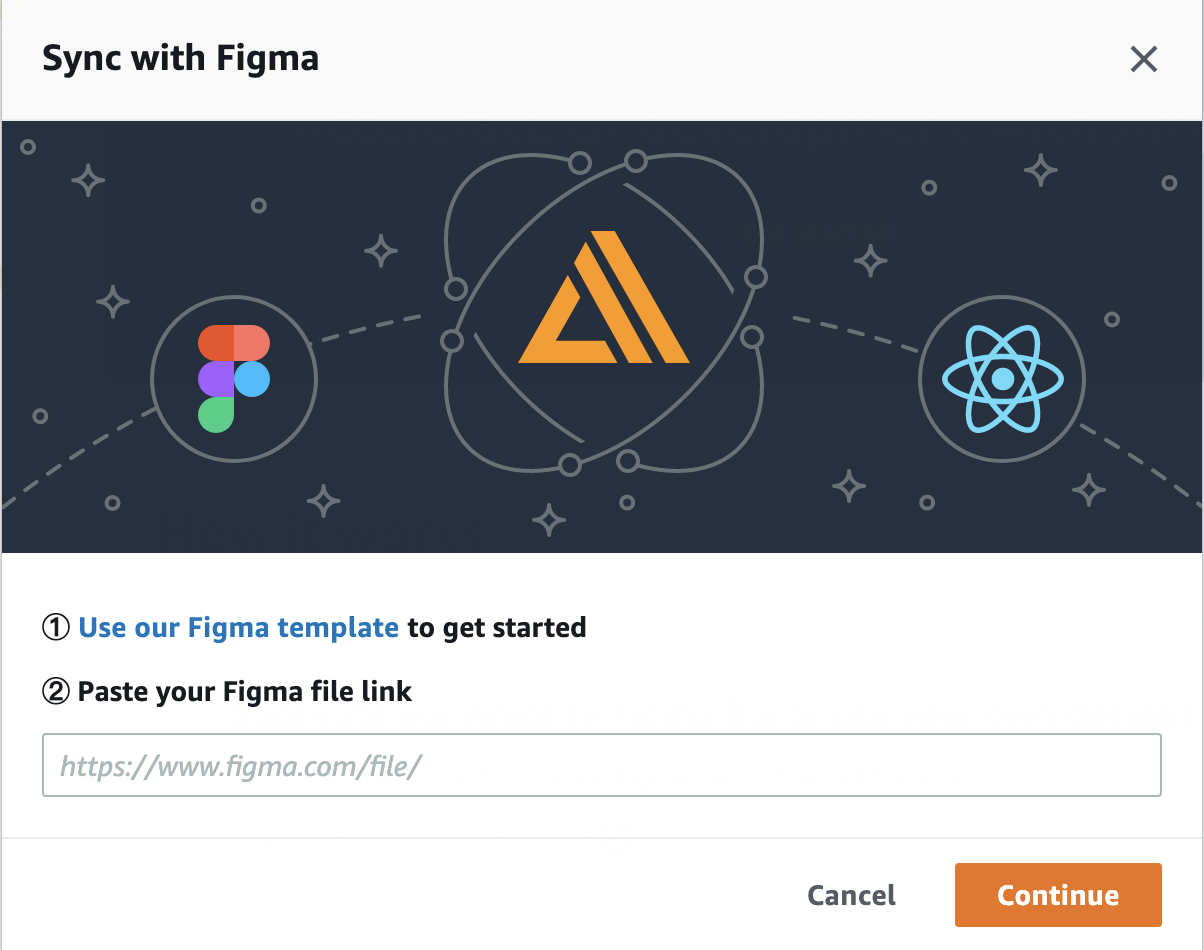 Sync with Figma
① Use our Figma template to get started
② Paste your Figma file link
https://www.figma.com/file/
Cancel
Continue